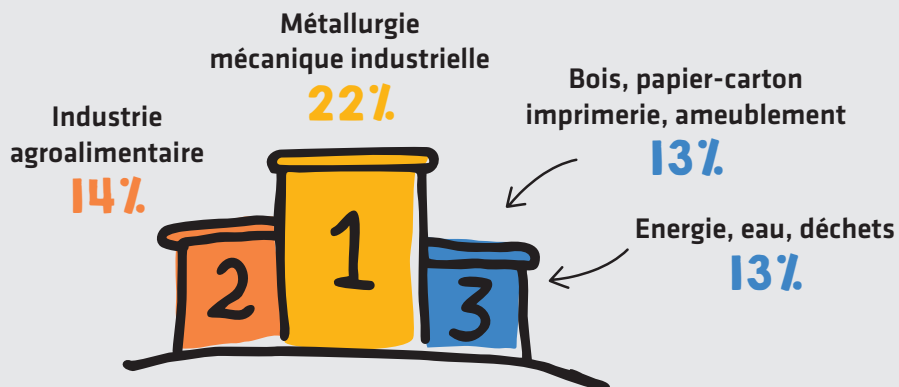 Métallurgie
mécanique industrielle
22%
Industrie
agroalimentaire
14%
Bois, papier-carton
imprimerie, ameublement
13%
Energie, eau, déchets
13%
2
1
3